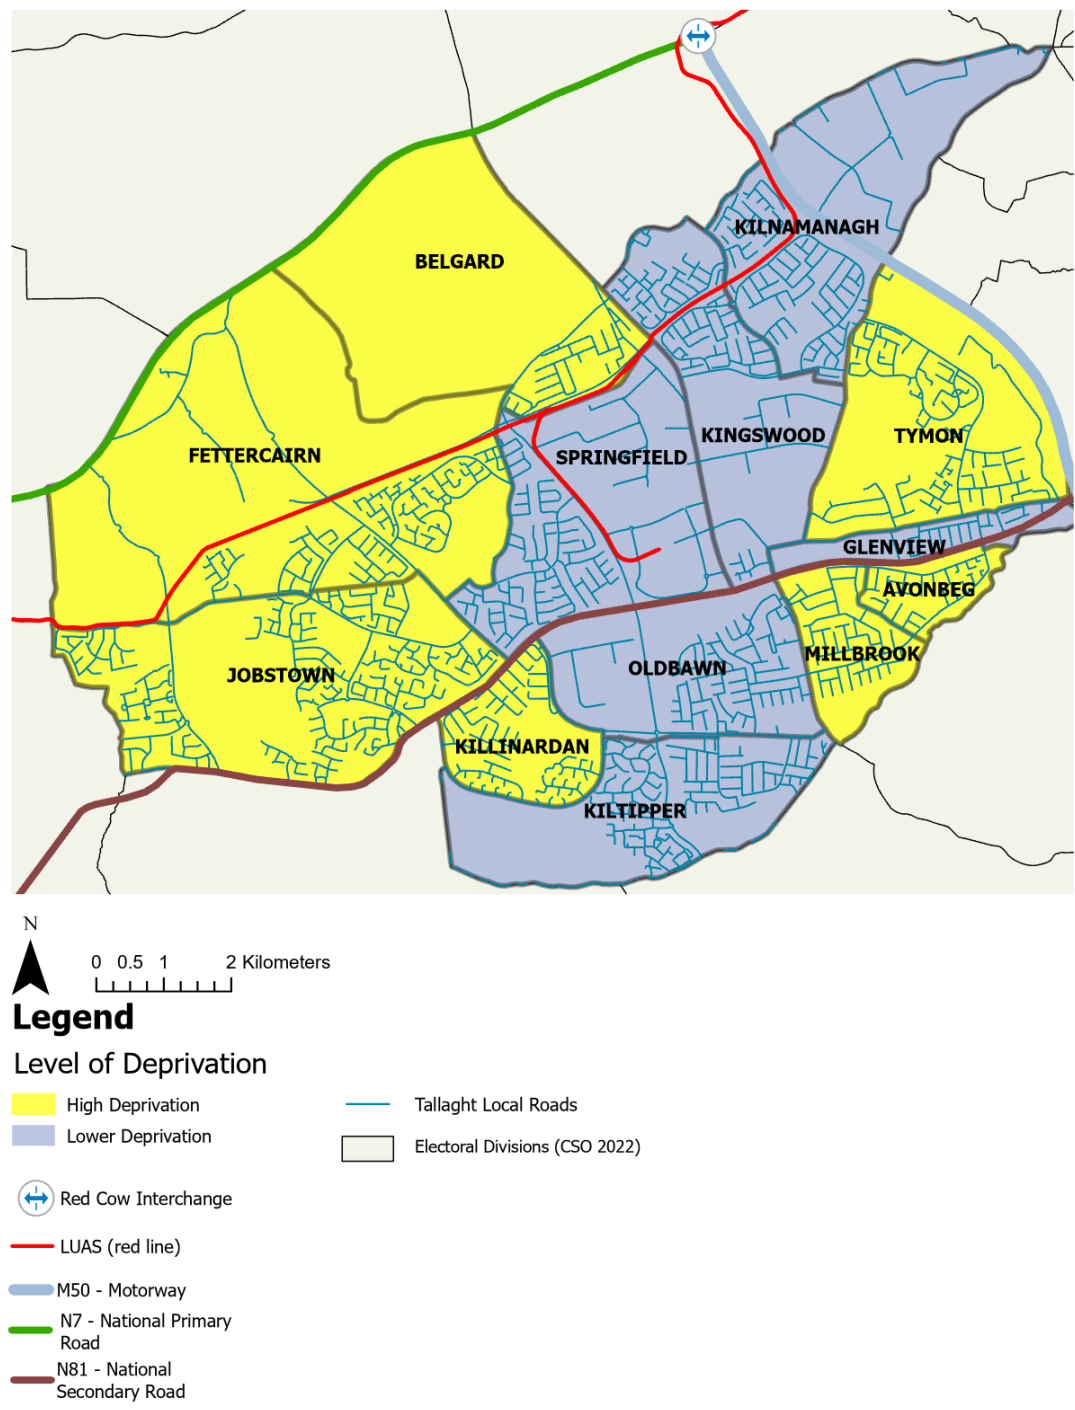 KILNAMANAGH
BELGARD
FETTERCAIRN
SPRINGFIELD
KINGSWOOD
TYMON
GLENVIEW
AVONBEG
MILLBROOK
OLDBAWN
JOBSTOWN
KILLINARDAN
KILTIPPER
N
0 0.5 1 2 Kilometers
Legend
Level of Deprivation
High Deprivation
Lower Deprivation
Tallaght Local Roads
Electoral Divisions (CSO 2022)
Red Cow Interchange
LUAS (red line)
M50 - Motorway
N7 - National Primary
Road
N81 - National
Secondary Road